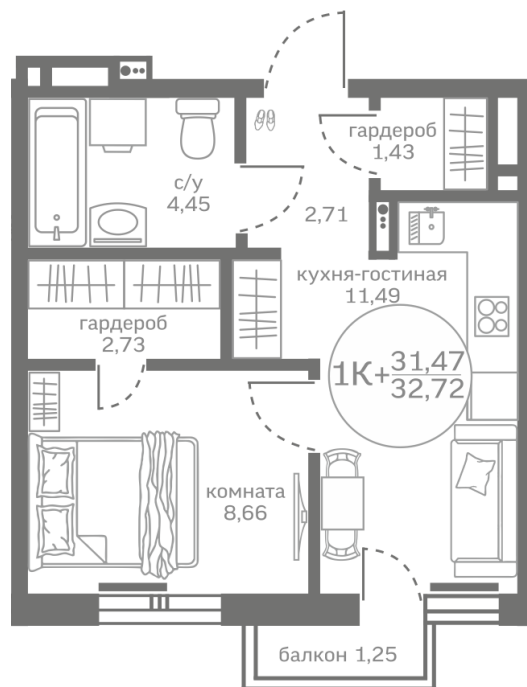 гардероб
1,43
с/у
4,45
2,71
кухня-гостиная
11,49
гардероб
2,73
1К+
31,47
32,72
комната
8,66
балкон 1,25